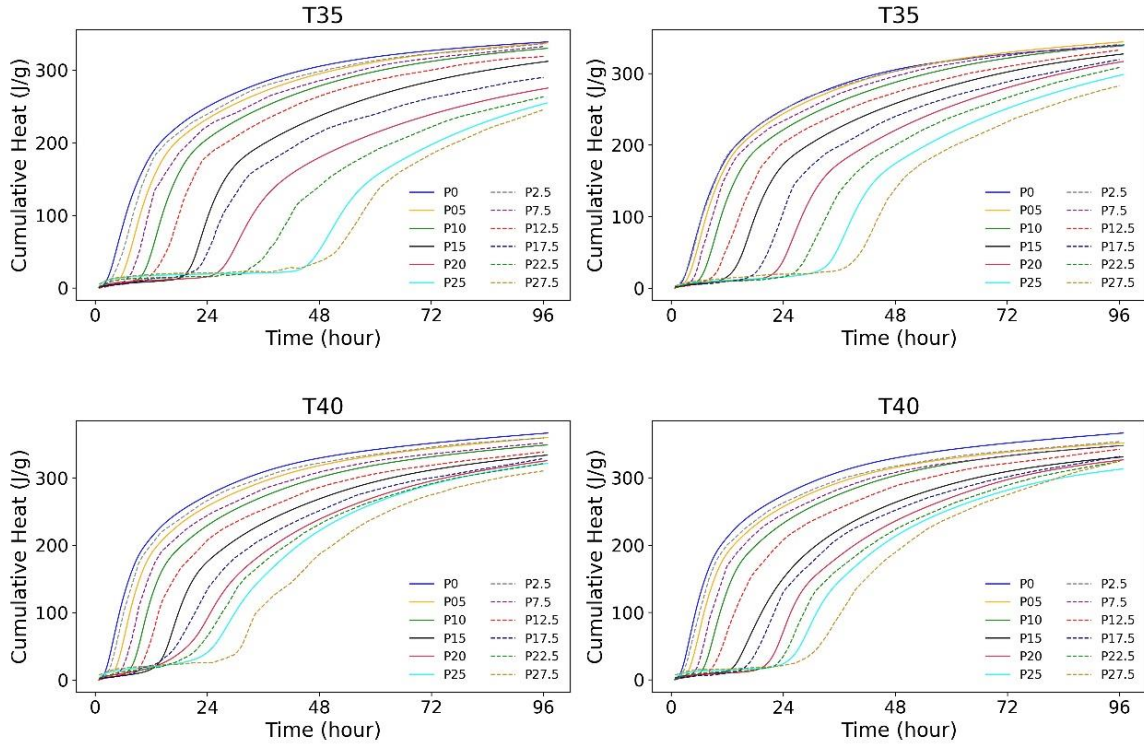 T35
Cumulative Heat (J/g)
300
200
100
0
P0 P2.5
P05 P7.5
P10 P12.5
P15 P17.5
P20 P22.5
P25 P27.5
0 24 48 72 96
Time (hour)
T35
Cumulative Heat (J/g)
300
200
100
0
P0 P2.5
P05 P7.5
P10 P12.5
P15 P17.5
P20 P22.5
P25 P27.5
0 24 48 72 96
Time (hour)
T40
Cumulative Heat (J/g)
300
200
100
0
P0 P2.5
P05 P7.5
P10 P12.5
P15 P17.5
P20 P22.5
P25 P27.5
0 24 48 72 96
Time (hour)
T40
Cumulative Heat (J/g)
300
200
100
0
P0 P2.5
P05 P7.5
P10 P12.5
P15 P17.5
P20 P22.5
P25 P27.5
0 24 48 72 96
Time (hour)